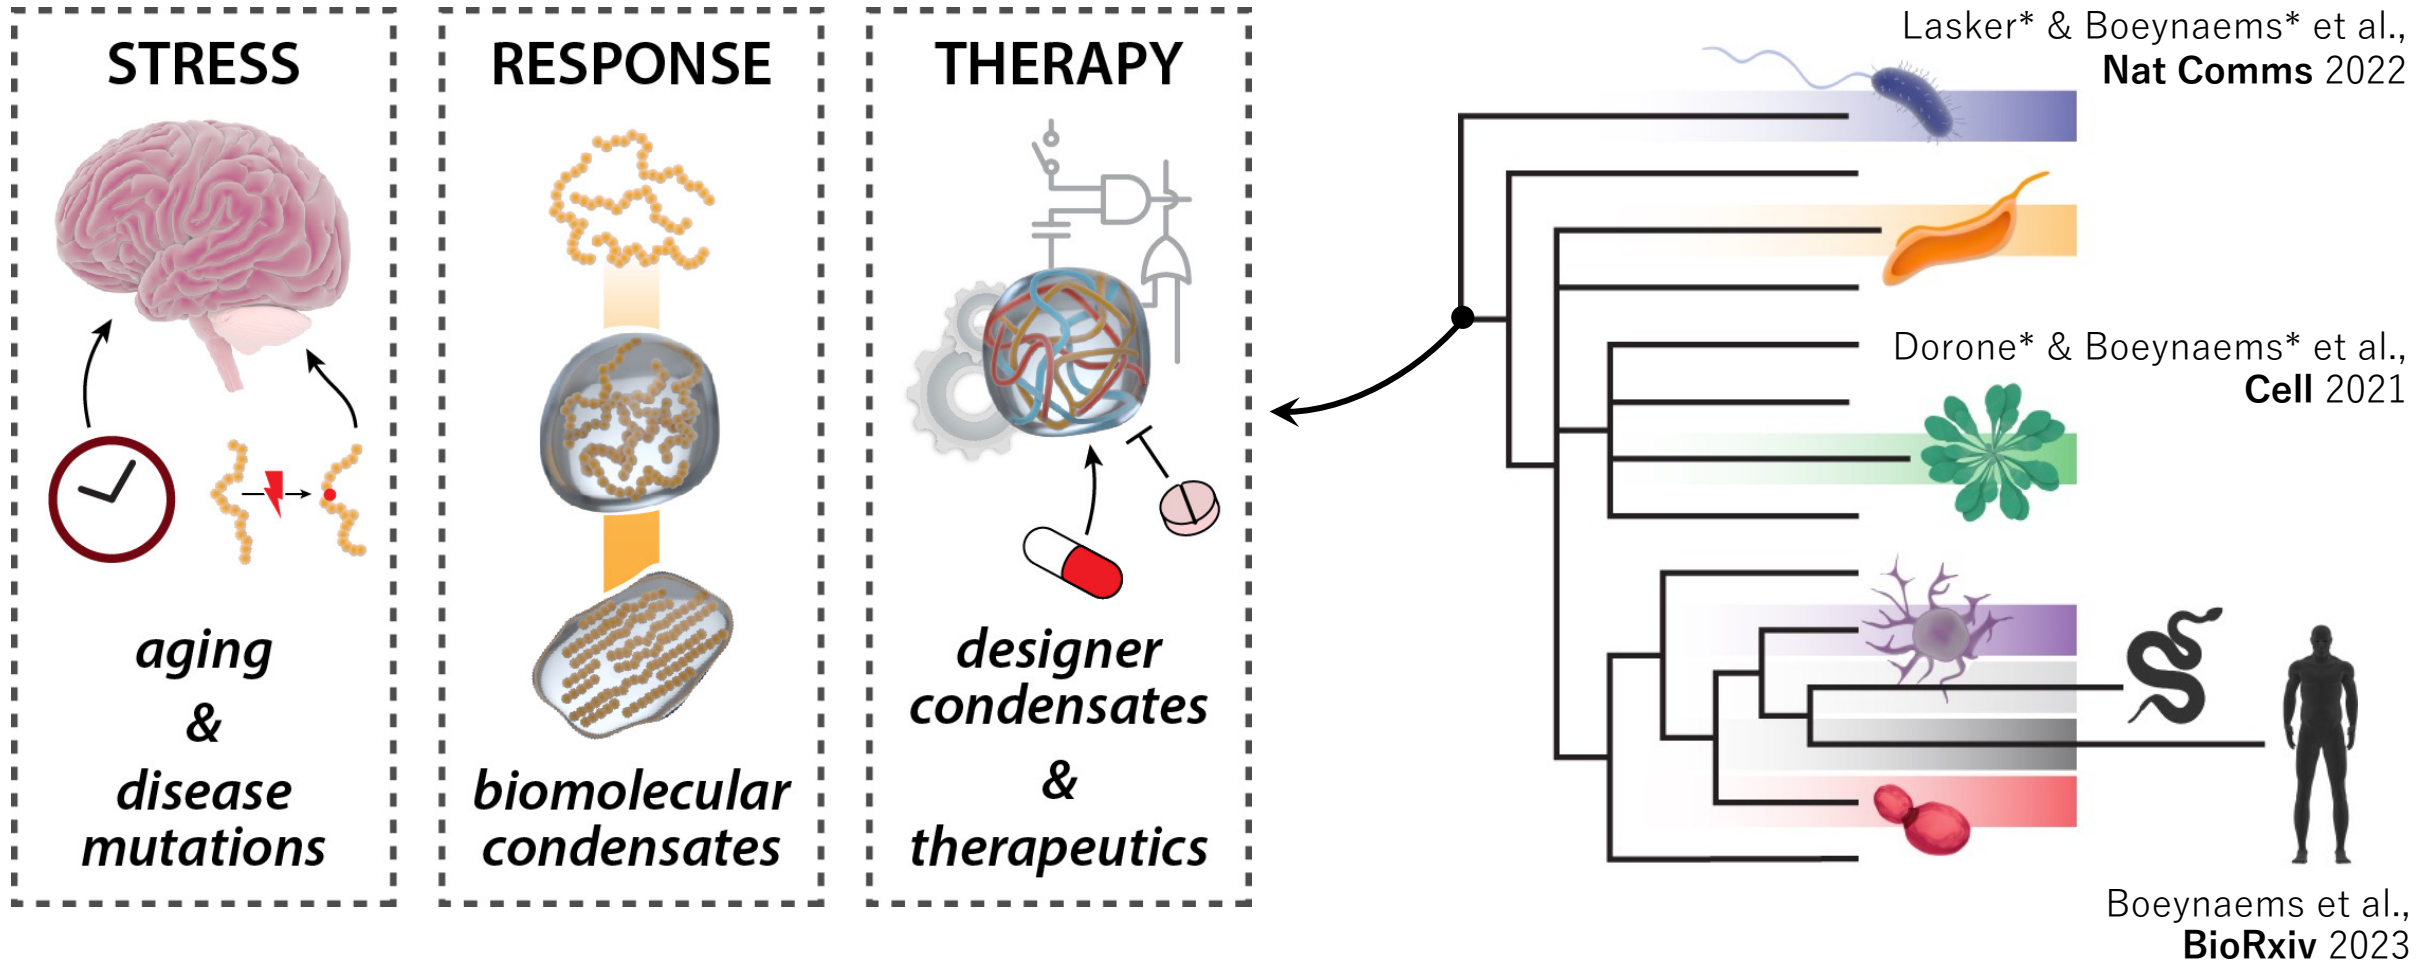 STRESS
aging
&
disease
mutations
RESPONSE
biomolecular
condensates
THERAPY
designer
condensates
&
therapeutics
Lasker* & Boeynaems* et al.,
Nat Comms 2022
Dorone* & Boeynaems* et al.,
Cell 2021
Boeynaems et al.,
BioRxiv 2023